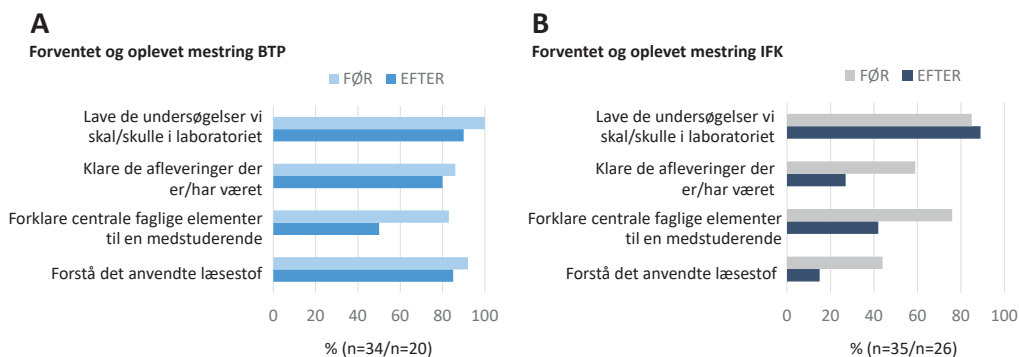 A
Forventet og oplevet mestring BTP
FØR EFTER
Lave de undersøgelser vi
skal/skulle i laboratoriet
Klare de afleveringer der
er/har været
Forklare centrale faglige elementer
til en medstuderende
Forstå det anvendte læsestof
0 20 40 60 80 100
% (n=34/n=20)
B
Forventet og oplevet mestring IFK
FØR EFTER
Lave de undersøgelser vi
skal/skulle i laboratoriet
Klare de afleveringer der
er/har været
Forklare centrale faglige elementer
til en medstuderende
Forstå det anvendte læsestof
0 20 40 60 80 100
% (n=35/n=26)